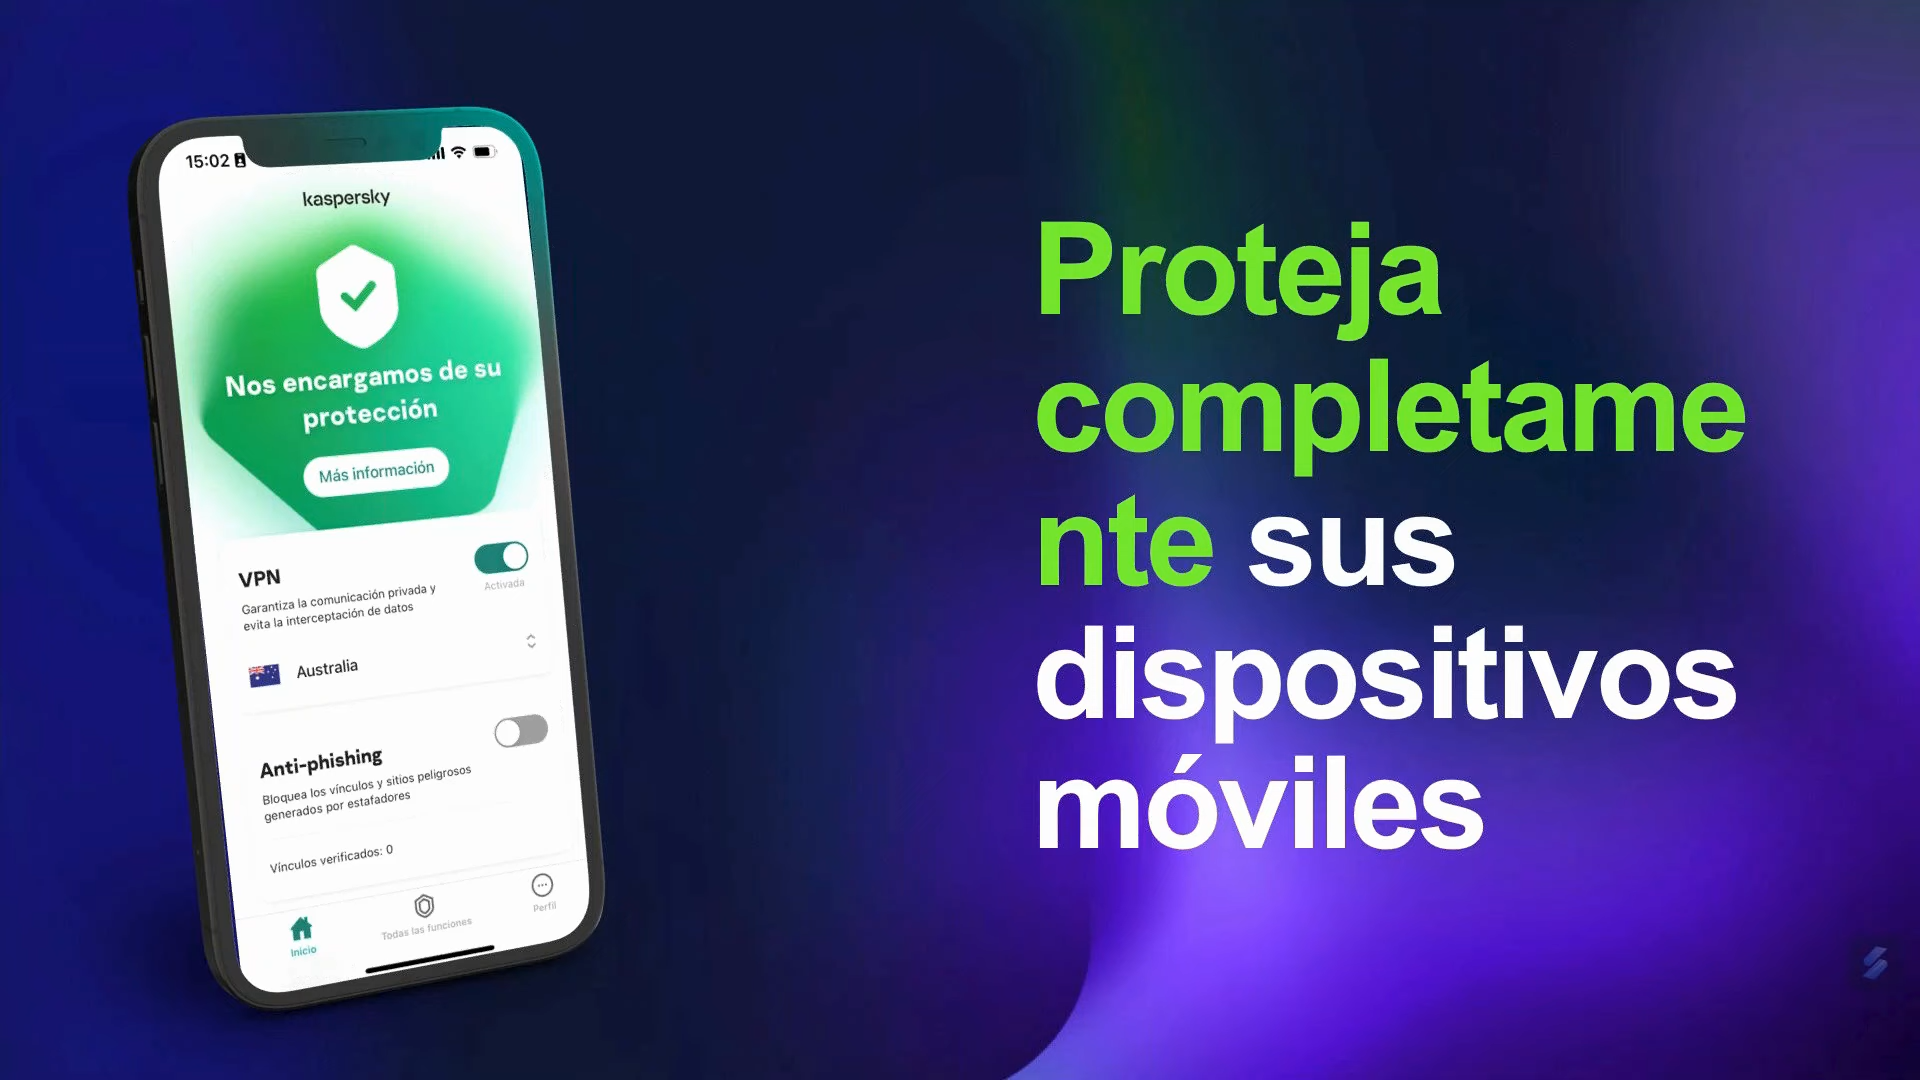 15:02
kaspersky
Nos encargamos de su
protección
Más información
VPN
Activada
Garantiza la comunicación privada y
evita la interceptación de datos
Australia
Anti-phishing
Bloquea los vínculos y sitios peligrosos
generados por estafadores
Vínculos verificados: 0
Inicio
Todas las funciones
Perfil
Proteja
completame
nte sus
dispositivos
móviles